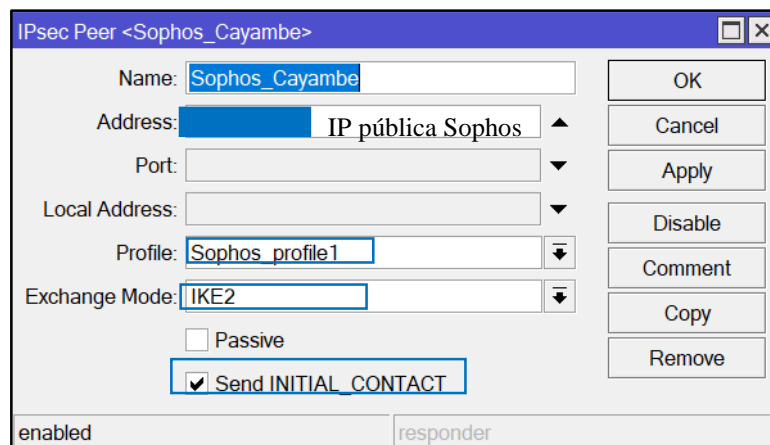 IPsec Peer <Sophos_Cayambe>
Name: Sophos_Cayambe
OK
Address: IP pública Sophos
Cancel
Port:
Apply
Local Address:
Disable
Profile: Sophos_profile1
Comment
Exchange Mode: IKE2
Copy
Passive
Remove
Send INITIAL_CONTACT
enabled
responder